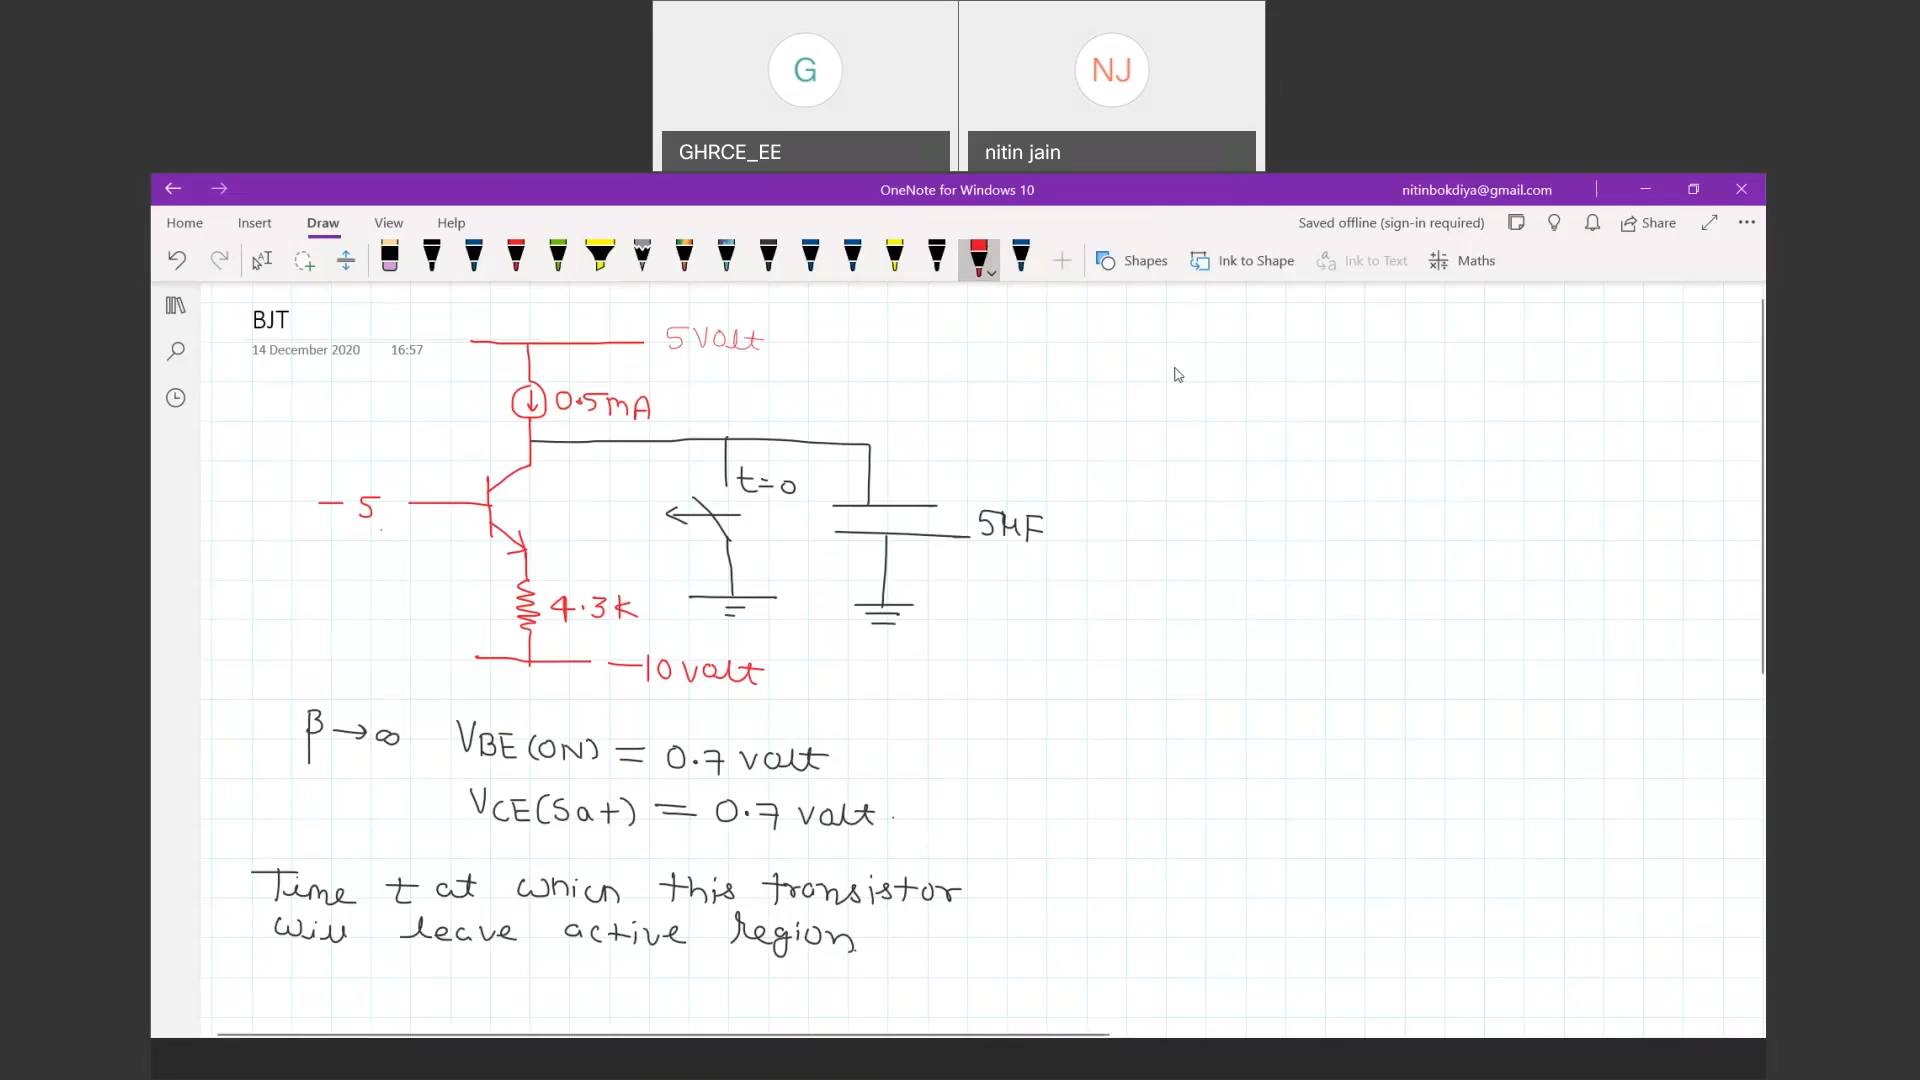 G
NJ
GHRCE_EE
nitin jain
OneNote for Windows 10
nitinbokdiya@gmail.com
Home Insert Draw View Help
Saved offline (sign-in required)
Share
Shapes
Ink to Shape
Ink to Text
Maths
BJT
14 December 2020 16:57
5 Volt
0.5mA
t=0
-5
5μF
4.3K
-10 volt
β→∞ VBE(ON) = 0.7 volt
VCE(Sat) = 0.7 volt.
Time t at which this transistor
will leave active region